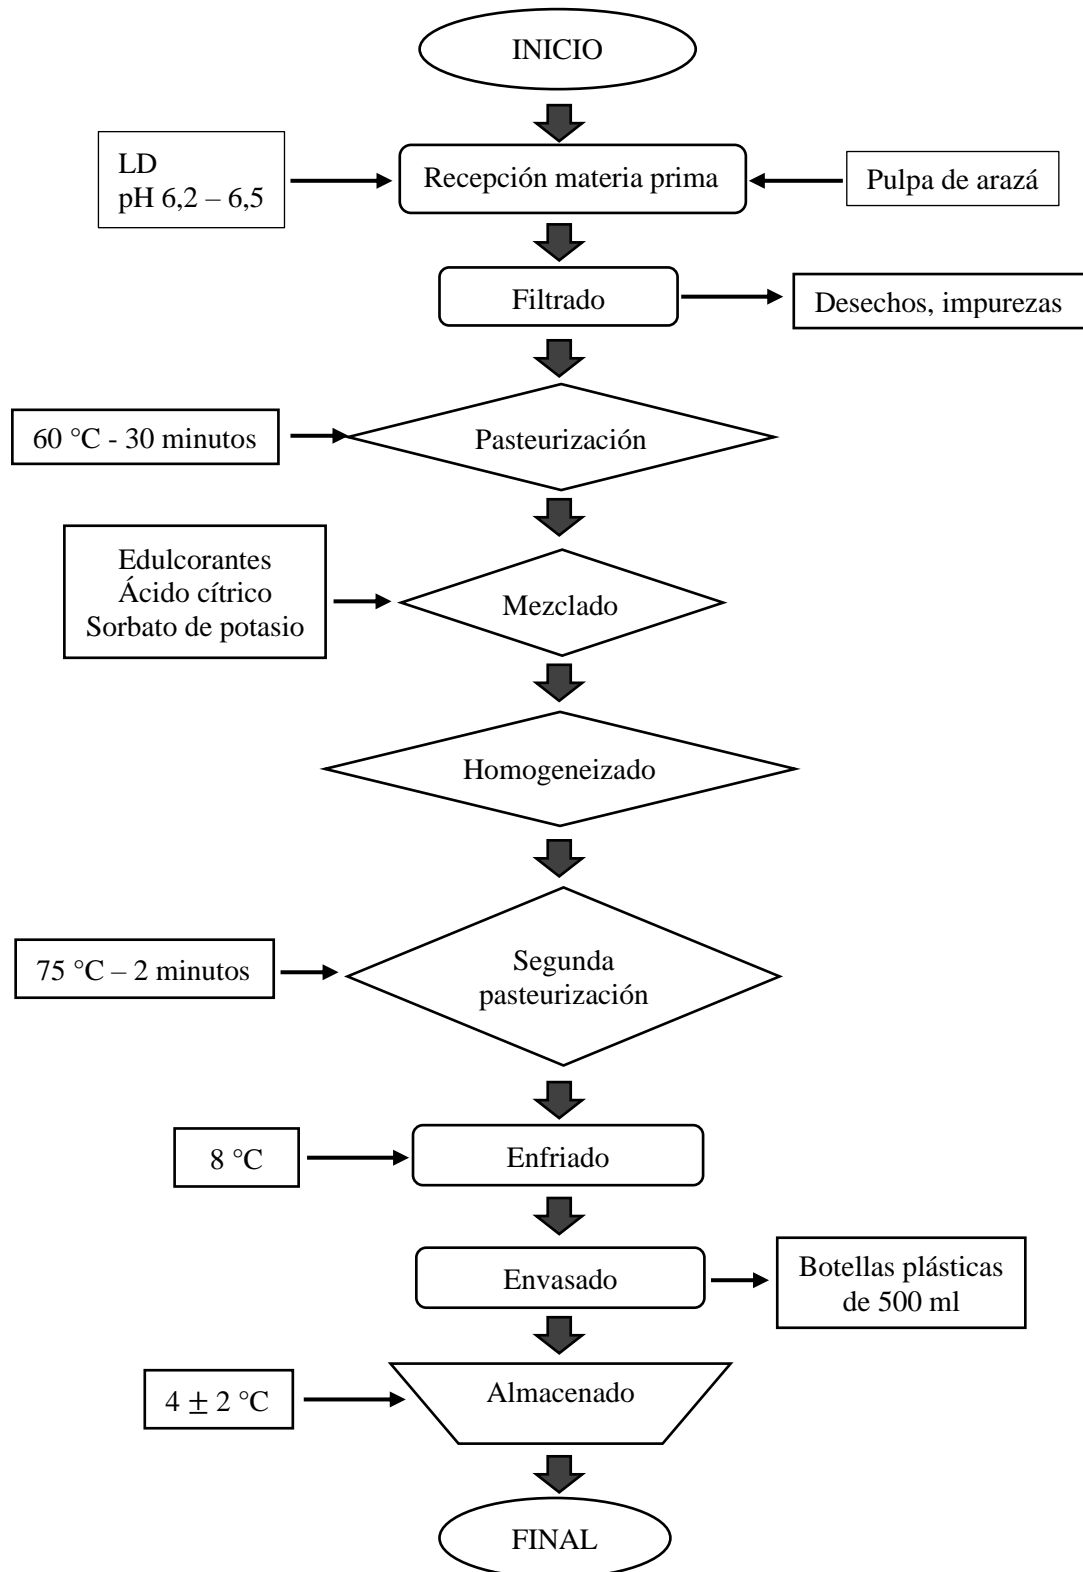 INICIO
LD
pH 6,2 – 6,5
Recepción materia prima
Pulpa de arazá
Filtrado
Desechos, impurezas
60 °C - 30 minutos
Pasteurización
Edulcorantes
Ácido cítrico
Sorbato de potasio
Mezclado
Homogeneizado
75 °C – 2 minutos
Segunda
pasteurización
8 °C
Enfriado
Envasado
Botellas plásticas
de 500 ml
4 ± 2 °C
Almacenado
FINAL